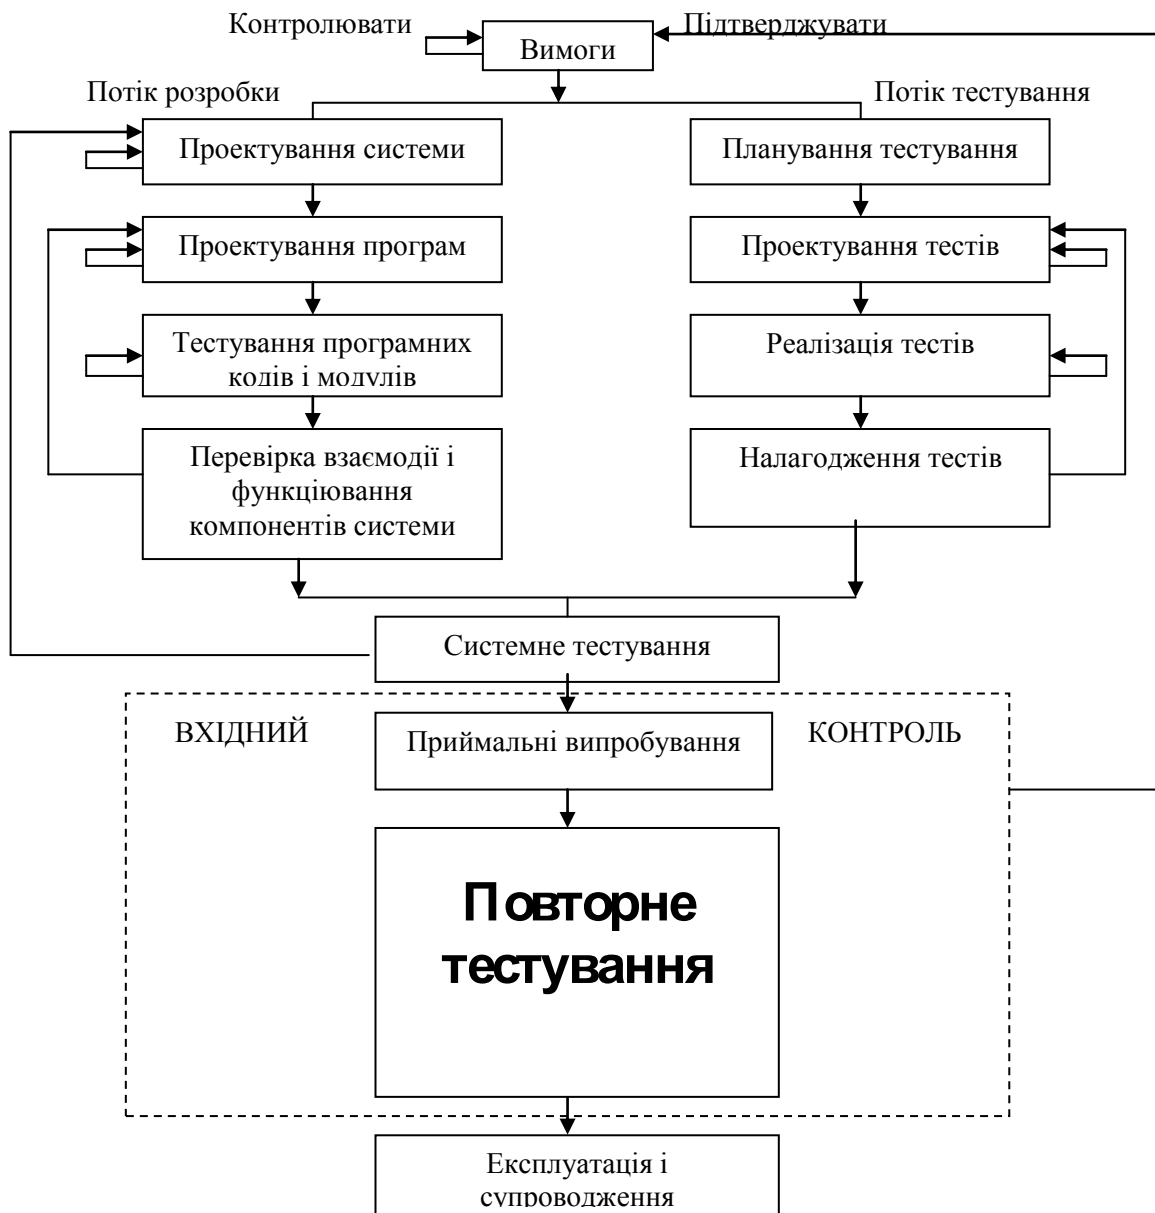 Контролювати
Підтверджувати
Вимоги
Потік розробки
Потік тестування
Проектування системи
Планування тестування
Проектування програм
Проектування тестів
Тестування програмних
кодів і модулів
Реалізація тестів
Перевірка взаємодії і
функціювання
компонентів системи
Налагодження тестів
Системне тестування
ВХІДНИЙ
Приймальні випробування
КОНТРОЛЬ
Повторне
тестування
Експлуатація і
супроводження